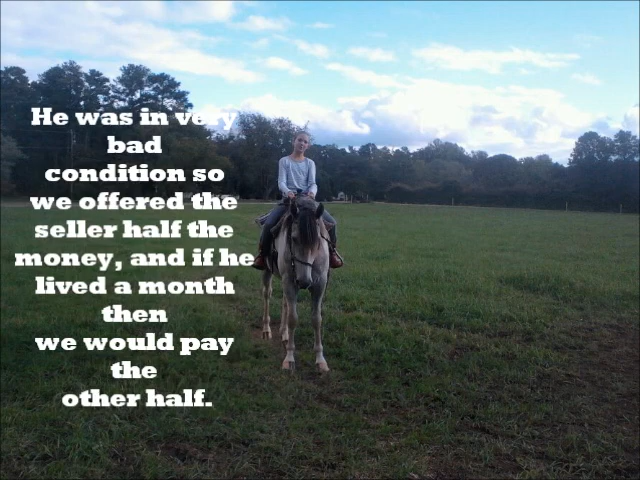 He was in very
bad
condition so
we offered the
seller half the
money, and if he
lived a month
then
we would pay
the
other half.